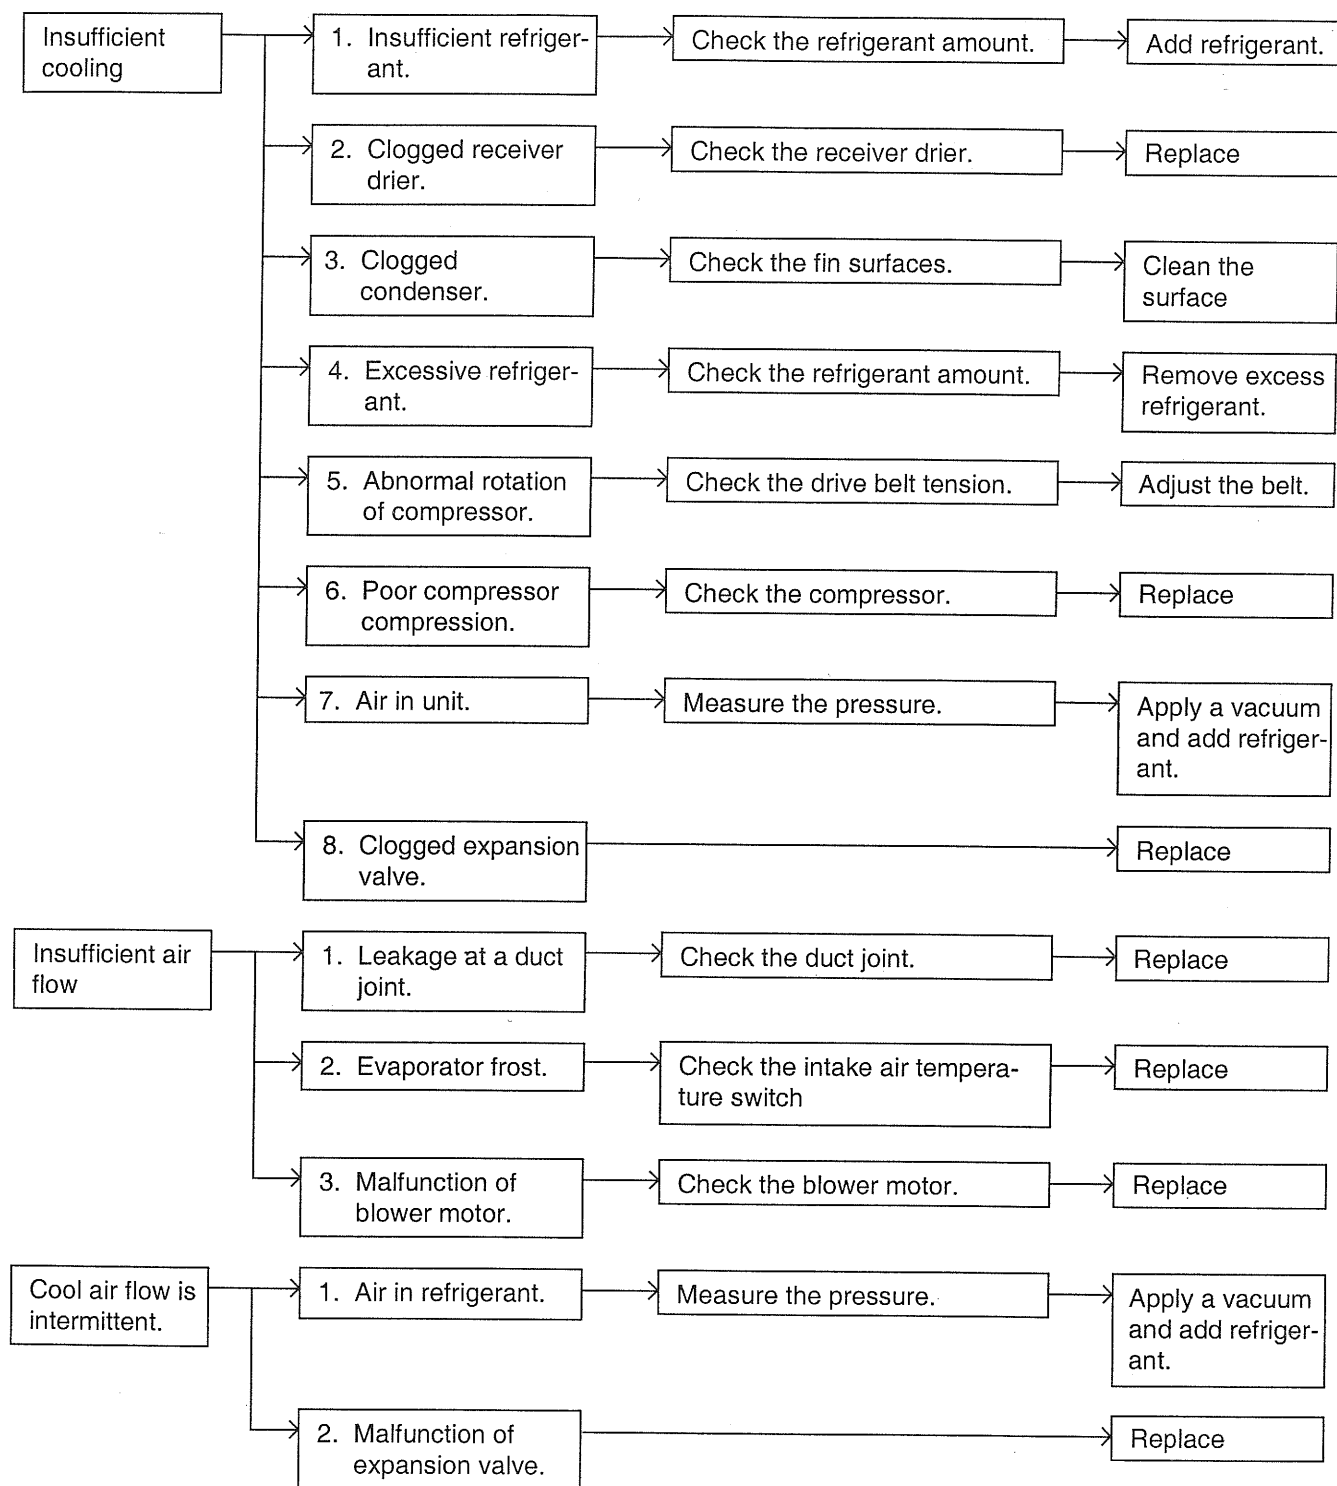 Insufficient
cooling
1. Insufficient refriger-
ant.
Check the refrigerant amount.
Add refrigerant.
2. Clogged receiver
drier.
Check the receiver drier.
Replace
3. Clogged
condenser.
Check the fin surfaces.
Clean the
surface
4. Excessive refriger-
ant.
Check the refrigerant amount.
Remove excess
refrigerant.
5. Abnormal rotation
of compressor.
Check the drive belt tension.
Adjust the belt.
6. Poor compressor
compression.
Check the compressor.
Replace
7. Air in unit.
Measure the pressure.
Apply a vacuum
and add refriger-
ant.
8. Clogged expansion
valve.
Replace
Insufficient air
flow
1. Leakage at a duct
joint.
Check the duct joint.
Replace
2. Evaporator frost.
Check the intake air tempera-
ture switch
Replace
3. Malfunction of
blower motor.
Check the blower motor.
Replace
Cool air flow is
intermittent.
1. Air in refrigerant.
Measure the pressure.
Apply a vacuum
and add refriger-
ant.
2. Malfunction of
expansion valve.
Replace